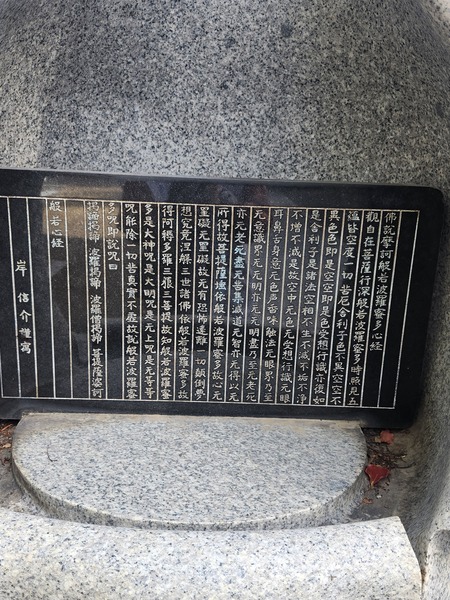 佛說摩訶般若波羅蜜多心経
觀自在菩薩行深般若波羅蜜多時照見五
蕴皆空度一切苦厄舎利子色不異空空不
異色色即是空空即是色受想行識亦復如
是舎利子是諸法空相不生不滅不垢不浄
不増不減是故空中无色无受想行識无眼
耳鼻舌身意无色声香味触法无眼界乃至
无意識界无无明亦无无明盡乃至无老死
亦无老死盡无苦集滅道无智亦无得以无
所得故菩提薩埵依般若波羅蜜多故心无
罣礙无罣礙故无有恐怖遠離一切顛倒夢
想究竟涅槃三世諸佛依般若波羅蜜多故
得阿耨多羅三藐三菩提故知般若波羅蜜
多是大神呪是大明呪是无上呪是无等等
呪能除一切苦真實不虚故説般若波羅蜜
多呪即説呪曰
掲諦掲諦 波羅掲諦 波羅僧掲諦 菩提薩婆訶
般若心経
岸 信介 謹寫